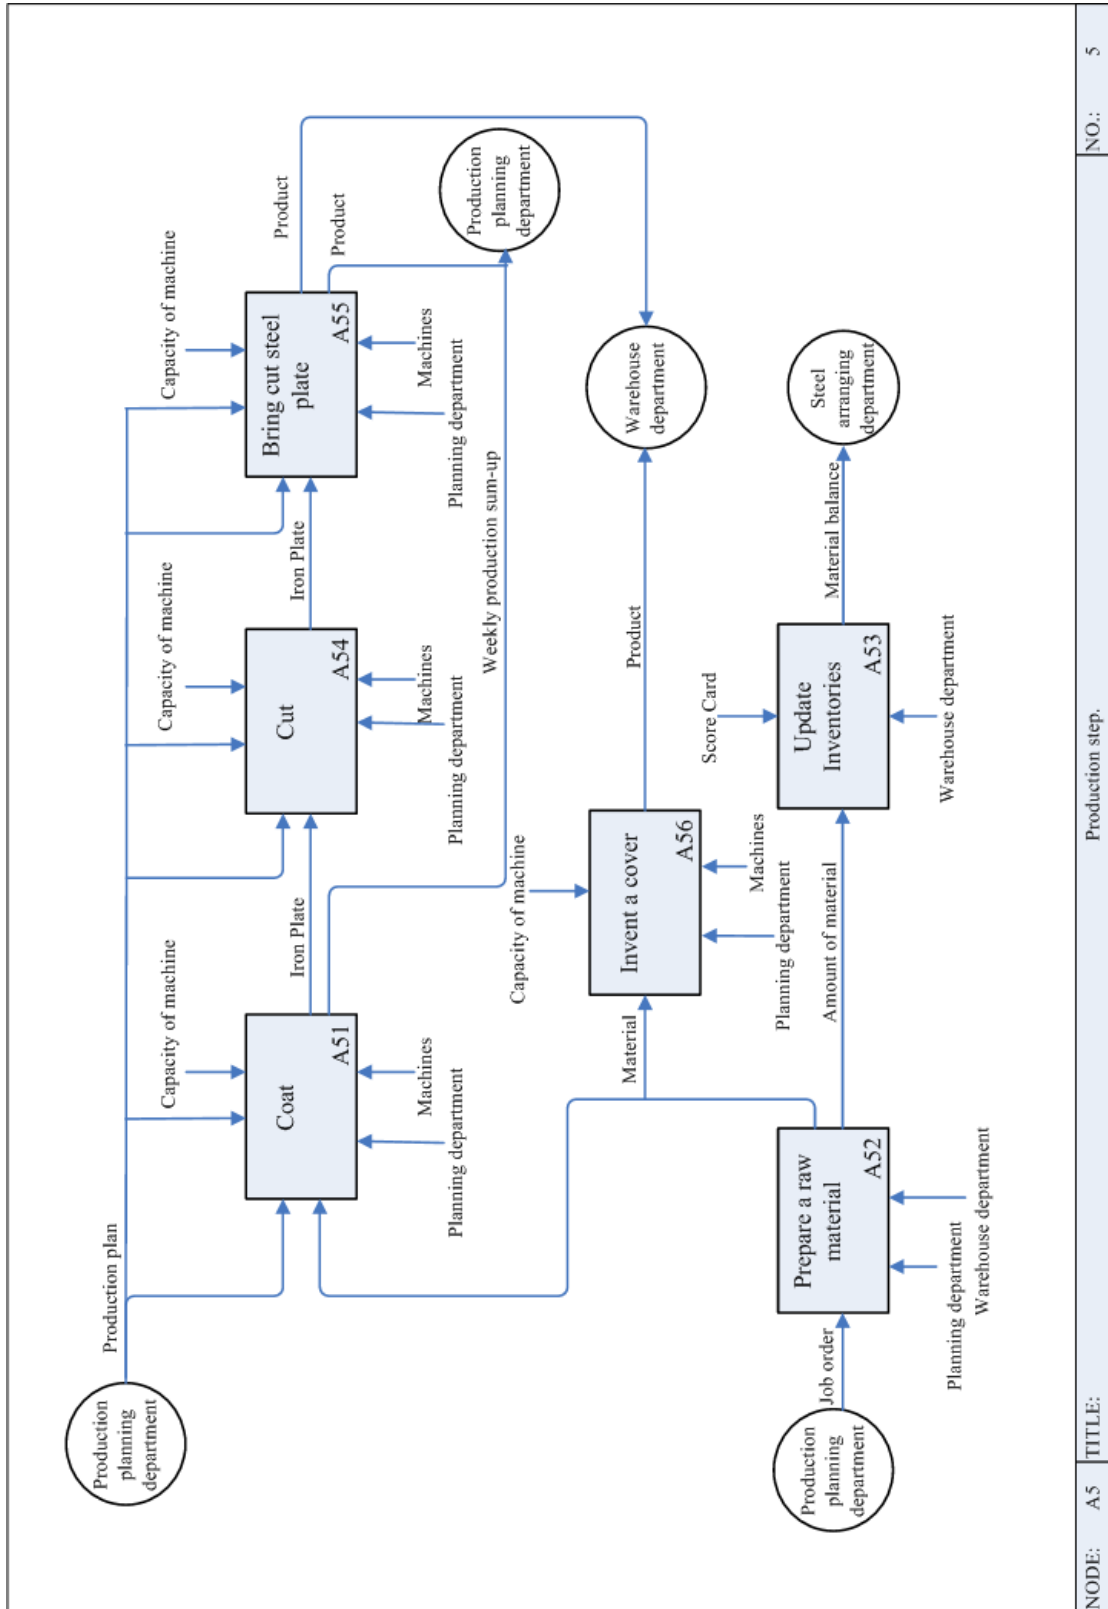 Production
planning
department
Production plan
Capacity of machine
Coat
A51
Machines
Planning department
Iron Plate
Capacity of machine
Cut
A54
Machines
Planning department
Iron Plate
Capacity of machine
Bring cut steel
plate
A55
Machines
Planning department
Product
Product
Production
planning
department
Weekly production sum-up
Capacity of machine
Material
Invent a cover
A56
Machines
Planning department
Product
Warehouse
department
Production
planning
department
Job order
Prepare a raw
material
A52
Planning department
Warehouse department
Amount of material
Score Card
Update
Inventories
A53
Warehouse department
Material balance
Steel
arranging
department
NODE: A5
TITLE: Production step.
NO.: 5